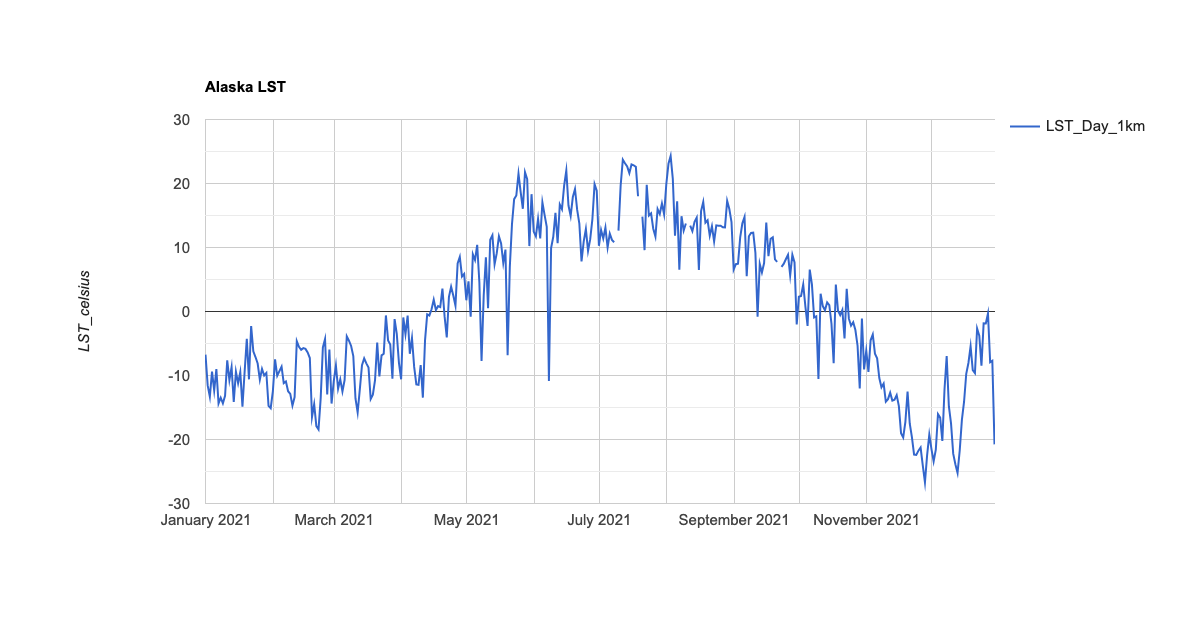 Alaska LST
LST_Day_1km
LST_celsius
30
20
10
0
-10
-20
-30
January 2021
March 2021
May 2021
July 2021
September 2021
November 2021